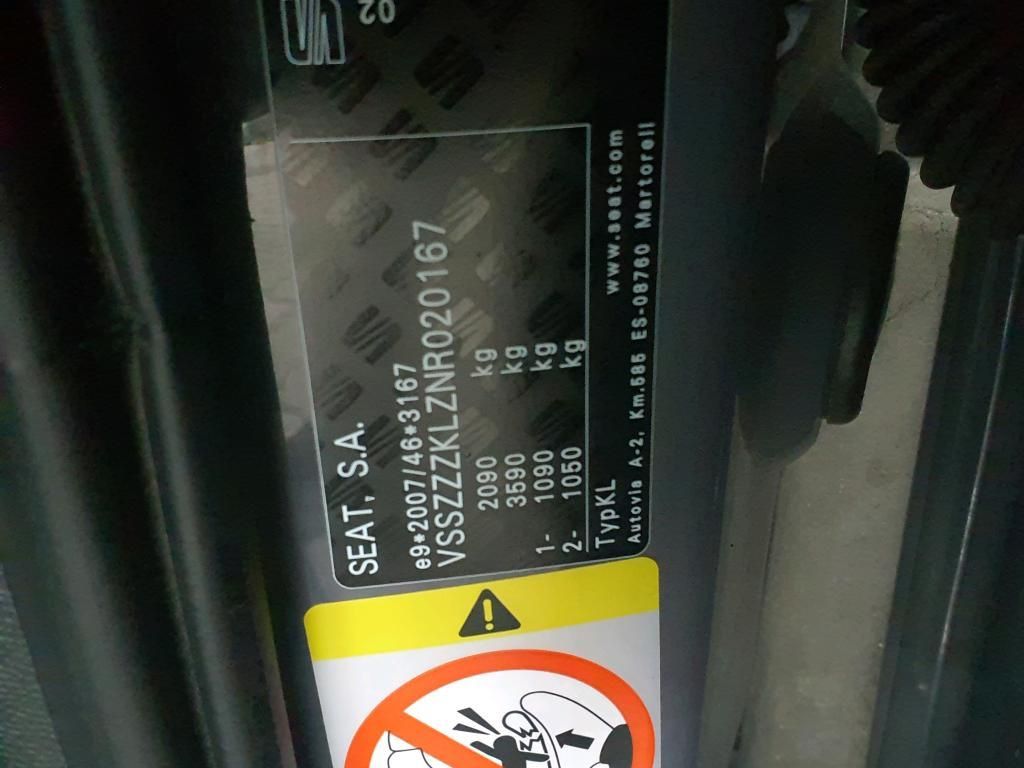 SEAT, S.A.
e9*2007/46*3167
VSSZZZKLZNR020167
2090 kg
3590 kg
1- 1090 kg
2- 1050 kg
TypKL
www.seat.com
Autovia A-2, Km.585 ES-08760 Martorell
02